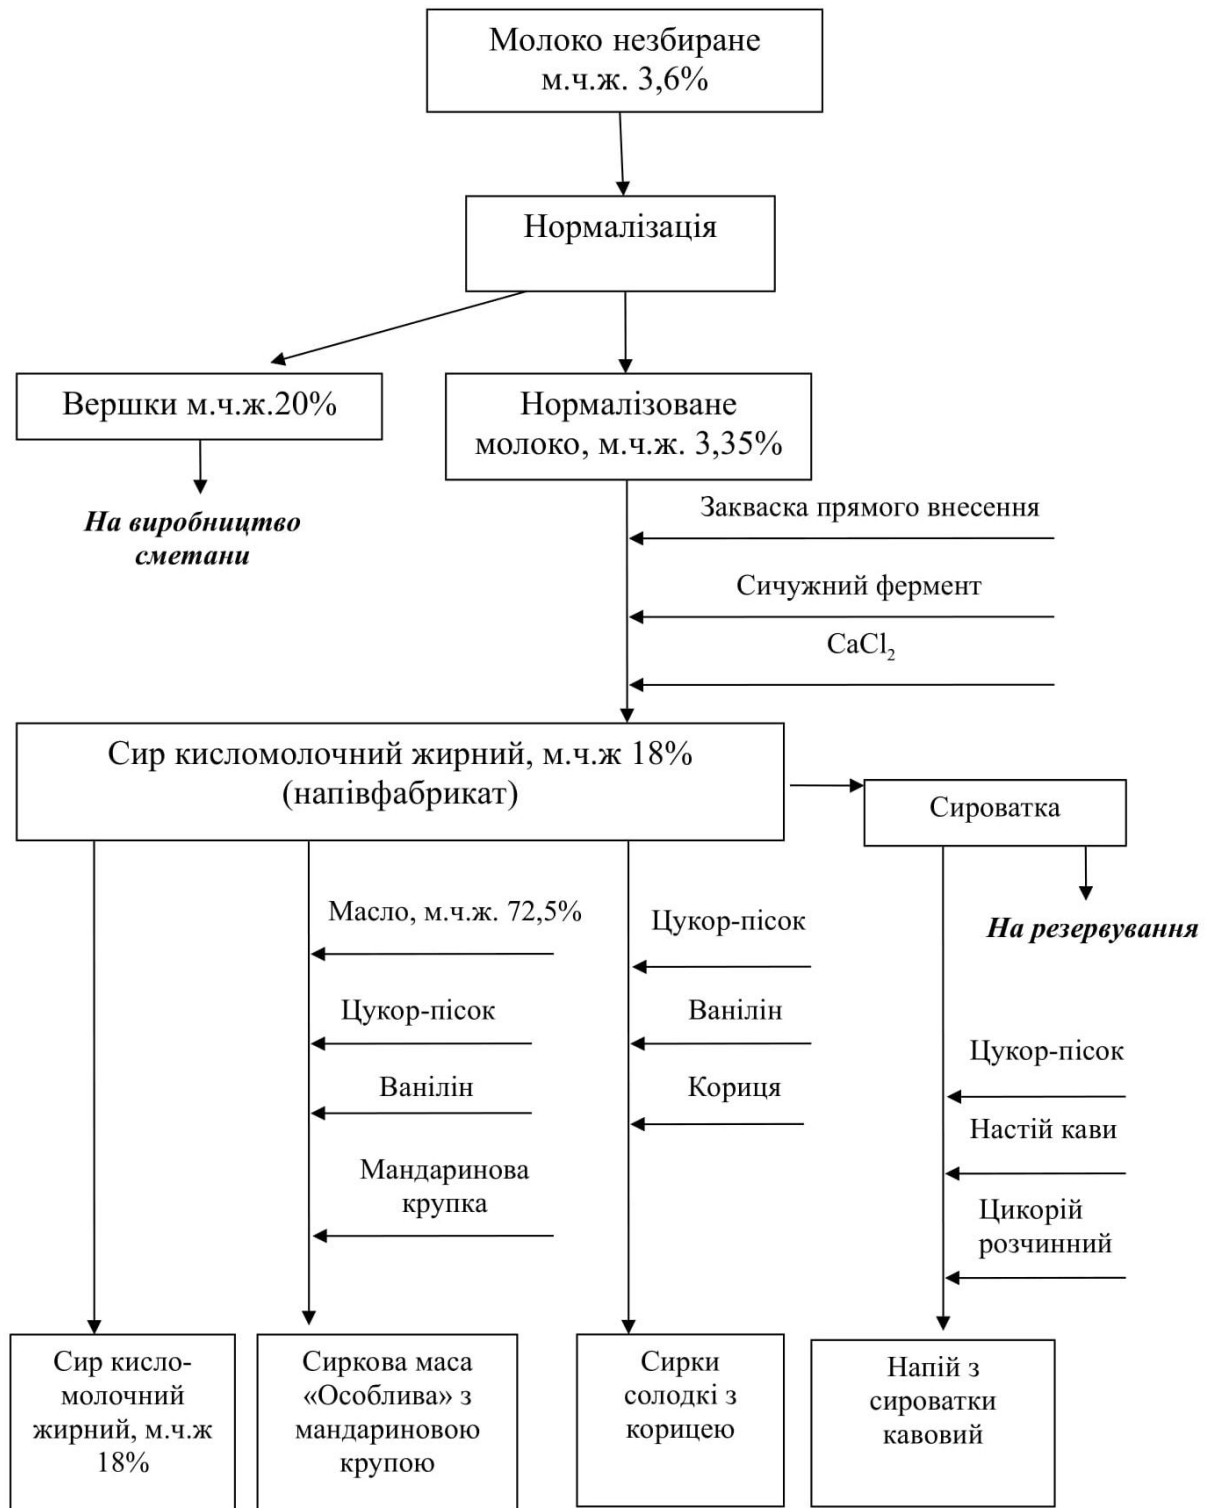 Молоко незбиране
м.ч.ж. 3,6%
Нормалізація
Вершки м.ч.ж.20%
Нормалізоване
молоко, м.ч.ж. 3,35%
На виробництво
сметани
Закваска прямого внесення
Сичужний фермент
CaCl₂
Сир кисломолочний жирний, м.ч.ж 18%
(напівфабрикат)
Сироватка
На резервування
Масло, м.ч.ж. 72,5%
Цукор-пісок
Ванілін
Мандаринова
крупка
Цукор-пісок
Ванілін
Кориця
Цукор-пісок
Настій кави
Цикорій
розчинний
Сир кисло-
молочний
жирний, м.ч.ж
18%
Сиркова маса
«Особлива» з
мандариновою
крупою
Сирки
солодкі з
корицею
Напій з
сироватки
кавовий